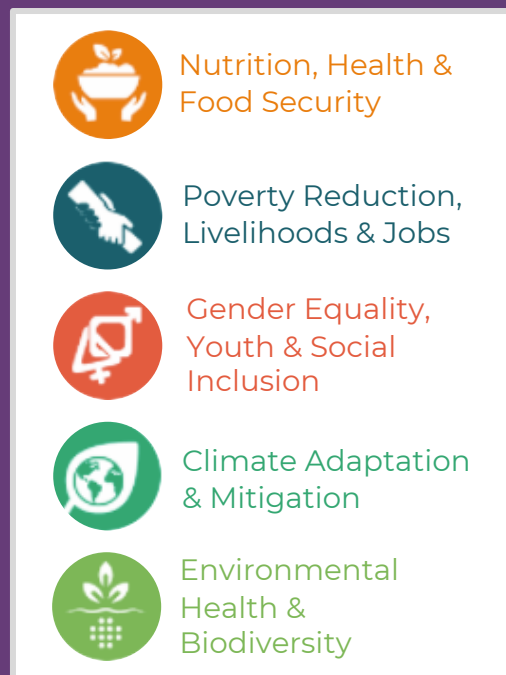 Nutrition, Health &
Food Security
Poverty Reduction,
Livelihoods & Jobs
Gender Equality,
Youth & Social
Inclusion
Climate Adaptation
& Mitigation
Environmental
Health &
Biodiversity